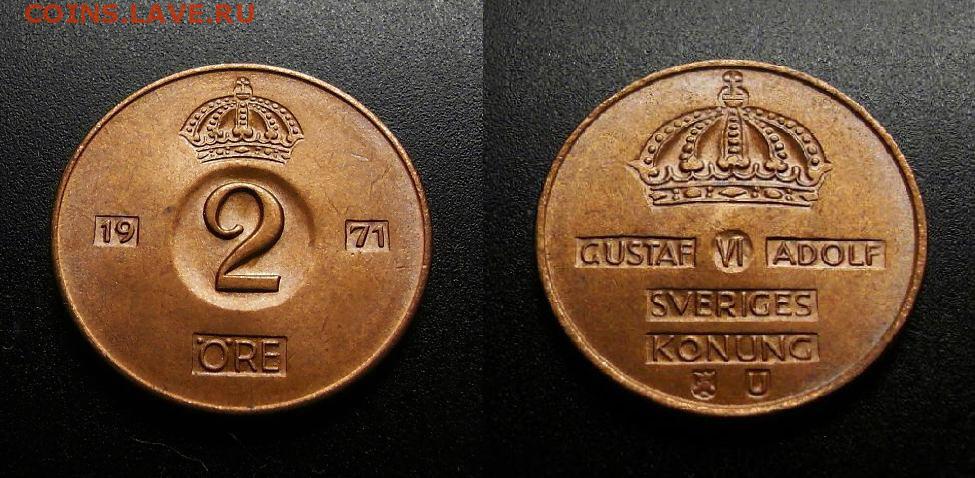 COINS.LAVE.RU
2
19 71
ÖRE
GUSTAF VI ADOLF
SVERIGES
KONUNG
U